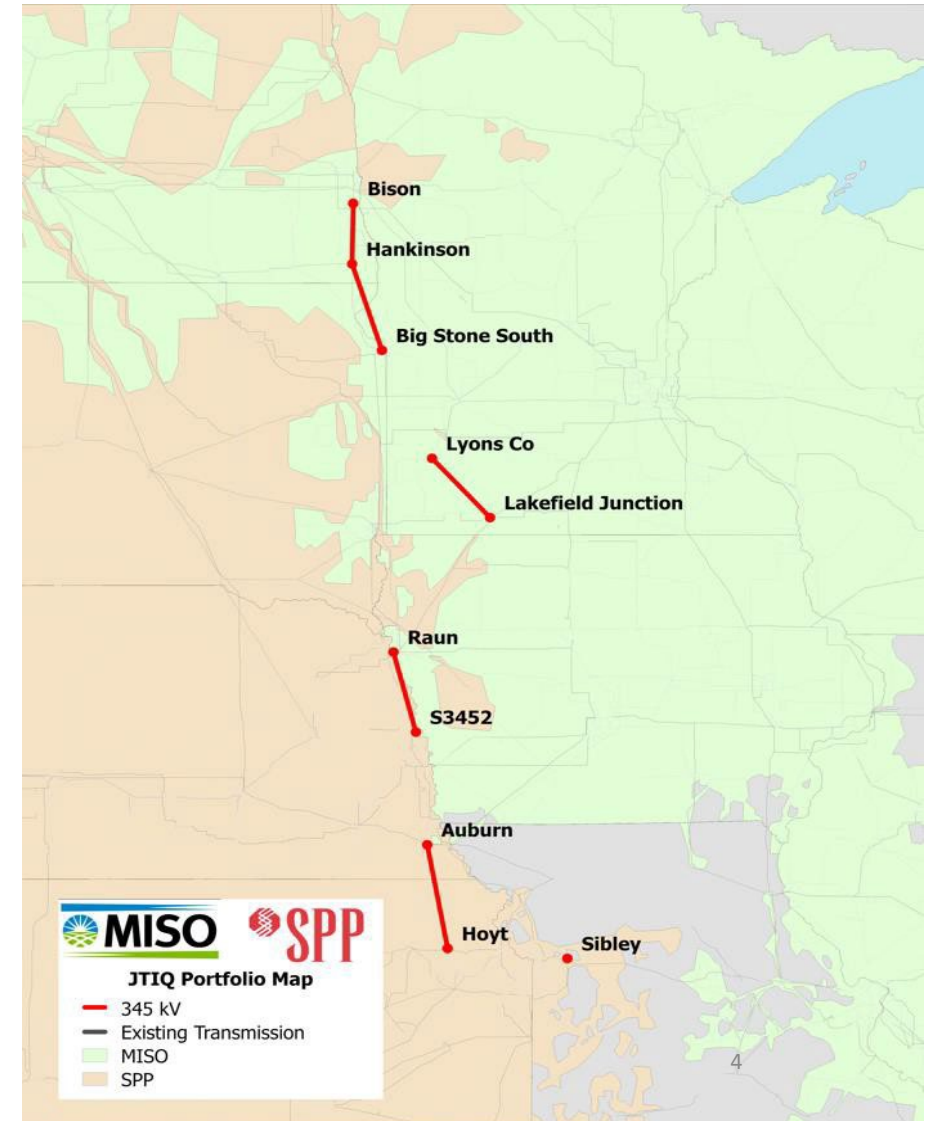 Bison
Hankinson
Big Stone South
Lyons Co
Lakefield Junction
Raun
S3452
Auburn
Hoyt
Sibley
MISO
SPP
JTIQ Portfolio Map
345 kV
Existing Transmission
MISO
SPP
4